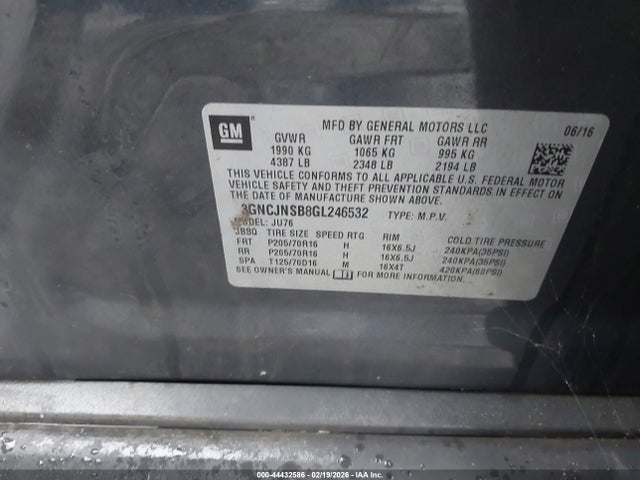 GM
MFD BY GENERAL MOTORS LLC 06/16
GVWR GAWR FRT GAWR RR
1990 KG 1065 KG 995 KG
4387 LB 2348 LB 2194 LB
THIS VEHICLE CONFORMS TO ALL APPLICABLE U.S. FEDERAL MOTOR
VEHICLE SAFETY AND THEFT PREVENTION STANDARDS IN EFFECT ON
THE DATE OF MANUFACTURE SHOWN ABOVE.
3GNCJNSB8GL246532 TYPE: M.P.V.
MODEL: JU76
JBBQ TIRE SIZE SPEED RTG RIM COLD TIRE PRESSURE
FRT P205/70R16 H 16X6.5J 240KPA(35PSI)
RR P205/70R16 H 16X6.5J 240KPA(35PSI)
SPA T125/70D16 M 16X4T 420KPA(60PSI)
SEE OWNER'S MANUAL FOR MORE INFORMATION.
000-44432586 | 02/19/2026 | IAA, Inc.